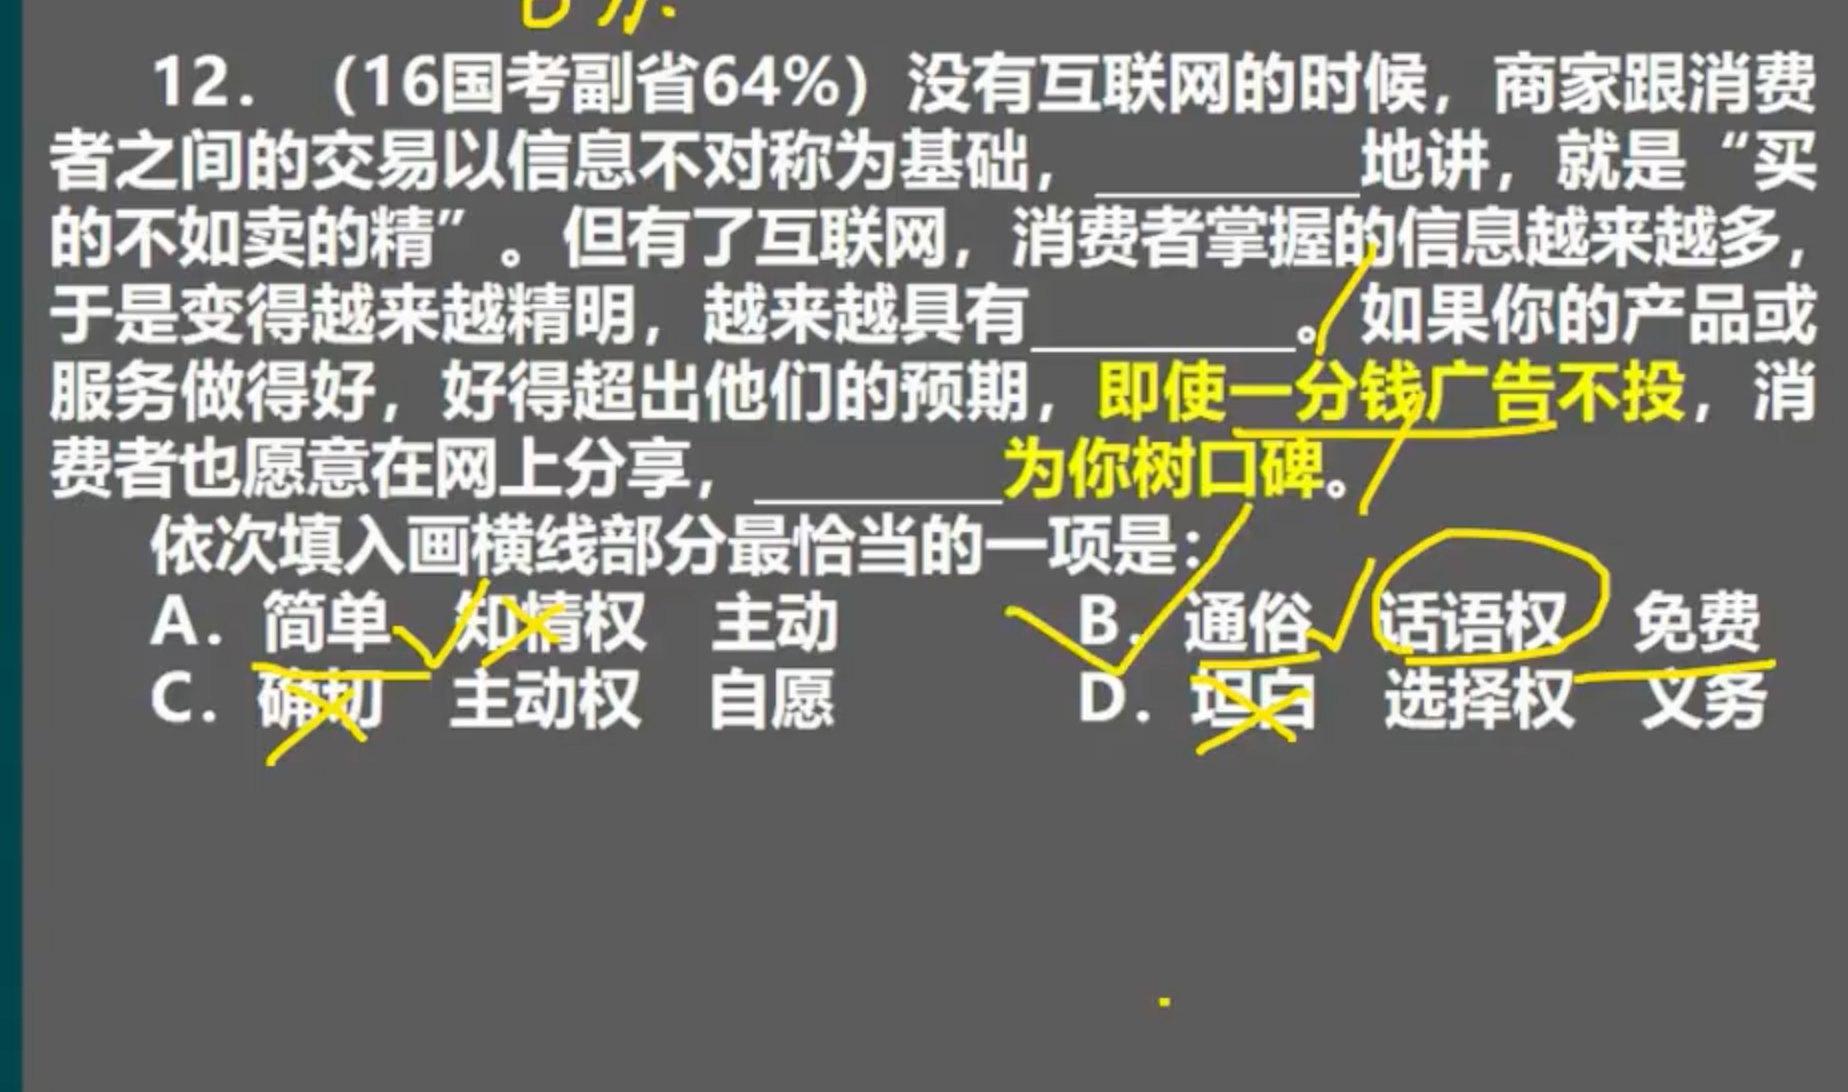 12. （16国考副省64%）没有互联网的时候，商家跟消费
者之间的交易以信息不对称为基础，________地讲，就是“买
的不如卖的精”。但有了互联网，消费者掌握的信息越来越多，
于是变得越来越精明，越来越具有________。如果你的产品或
服务做得好，好得超出他们的预期，即使一分钱广告不投，消
费者也愿意在网上分享，________为你树口碑。
依次填入画横线部分最恰当的一项是：
A. 简单 知情权 主动 B. 通俗 话语权 免费
C. 确切 主动权 自愿 D. 坦白 选择权 义务